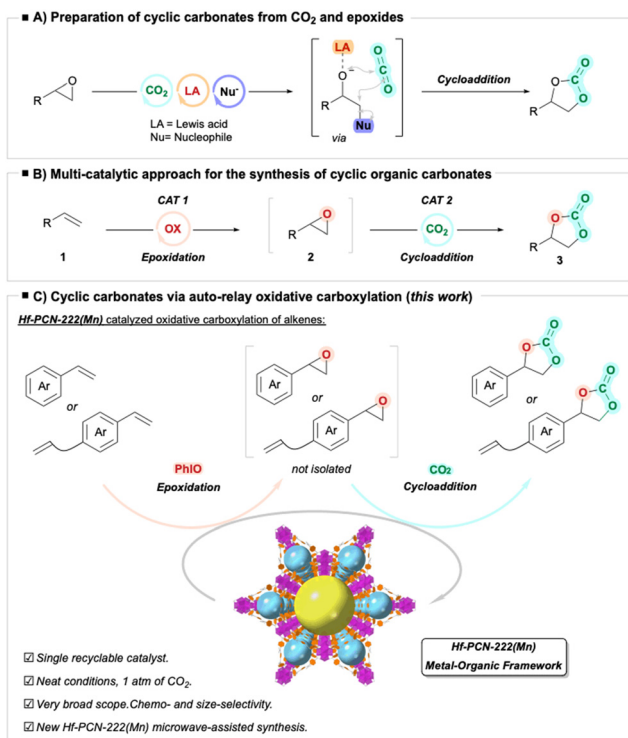 A) Preparation of cyclic carbonates from CO₂ and epoxides
O
R
CO₂ LA Nu⁻
LA = Lewis acid
Nu= Nucleophile
LA
O⁻
O
C
O
R
Nu
via
Cycloaddition
O
O C
R O
B) Multi-catalytic approach for the synthesis of cyclic organic carbonates
R
1
CAT 1
OX
Epoxidation
O
R
2
CAT 2
CO₂
Cycloaddition
O
O C
R O
3
C) Cyclic carbonates via auto-relay oxidative carboxylation (this work)
Hf-PCN-222(Mn) catalyzed oxidative carboxylation of alkenes:
Ar
or
Ar
O
Ar
or
O
Ar
not isolated
O
O C
O
Ar
or
O
O C
O
Ar
PhIO
Epoxidation
CO₂
Cycloaddition
Hf-PCN-222(Mn)
Metal-Organic Framework
☑ Single recyclable catalyst.
☑ Neat conditions, 1 atm of CO₂.
☑ Very broad scope.Chemo- and size-selectivity.
☑ New Hf-PCN-222(Mn) microwave-assisted synthesis.